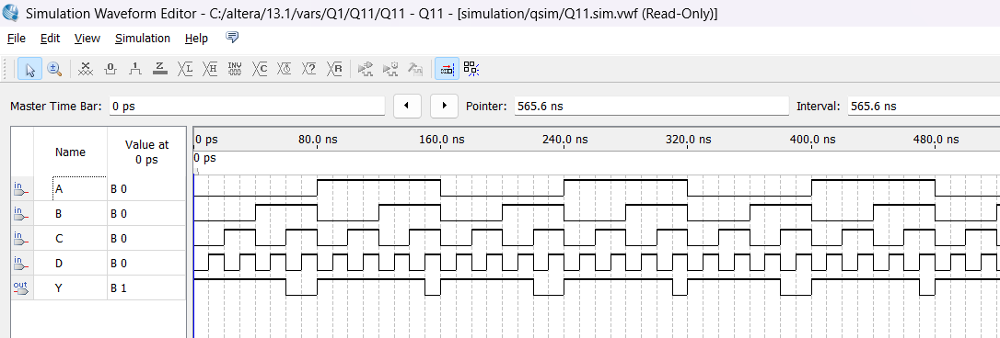 Simulation Waveform Editor - C:/altera/13.1/vars/Q1/Q11/Q11 - Q11 - [simulation/qsim/Q11.sim.vwf (Read-Only)]
File Edit View Simulation Help
Master Time Bar: 0 ps Pointer: 565.6 ns Interval: 565.6 ns
Name Value at 0 ps
0 ps 80.0 ns 160.0 ns 240.0 ns 320.0 ns 400.0 ns 480.0 ns
0 ps
in A B 0
in B B 0
in C B 0
in D B 0
out Y B 1